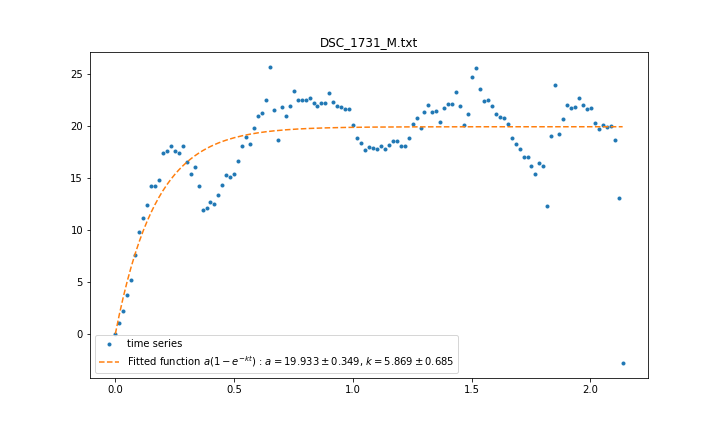 DSC_1731_M.txt
25
20
15
10
5
0
time series
Fitted function a(1 − e^{−kt}) : a = 19.933 ± 0.349, k = 5.869 ± 0.685
0.0 0.5 1.0 1.5 2.0